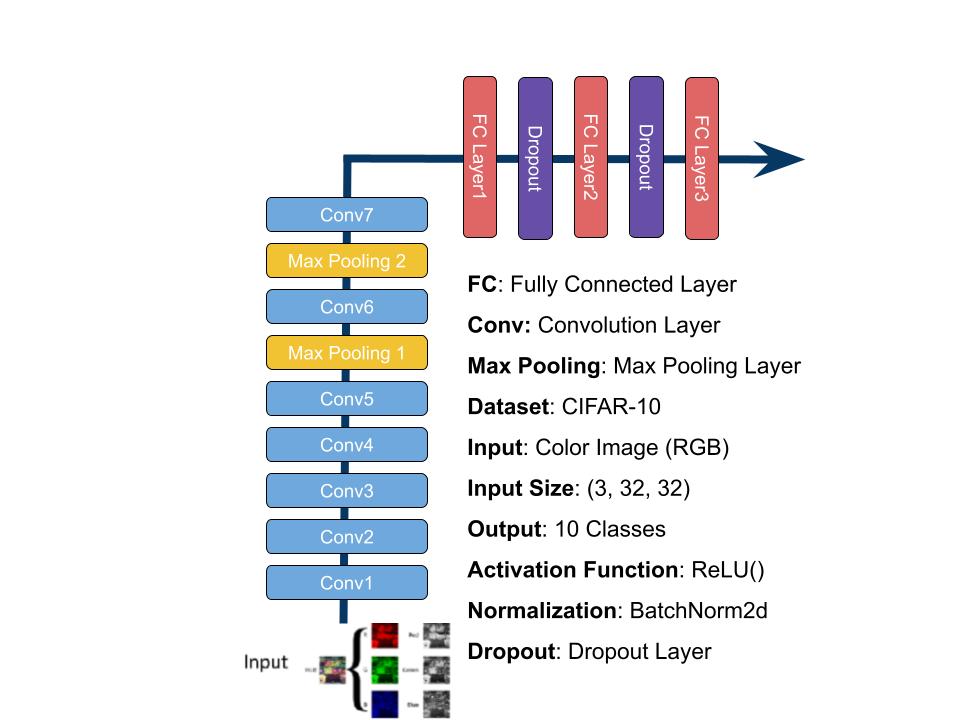 FC Layer1
Dropout
FC Layer2
Dropout
FC Layer3
Conv7
Max Pooling 2
Conv6
Max Pooling 1
Conv5
Conv4
Conv3
Conv2
Conv1
Input
FC: Fully Connected Layer
Conv: Convolution Layer
Max Pooling: Max Pooling Layer
Dataset: CIFAR-10
Input: Color Image (RGB)
Input Size: (3, 32, 32)
Output: 10 Classes
Activation Function: ReLU()
Normalization: BatchNorm2d
Dropout: Dropout Layer